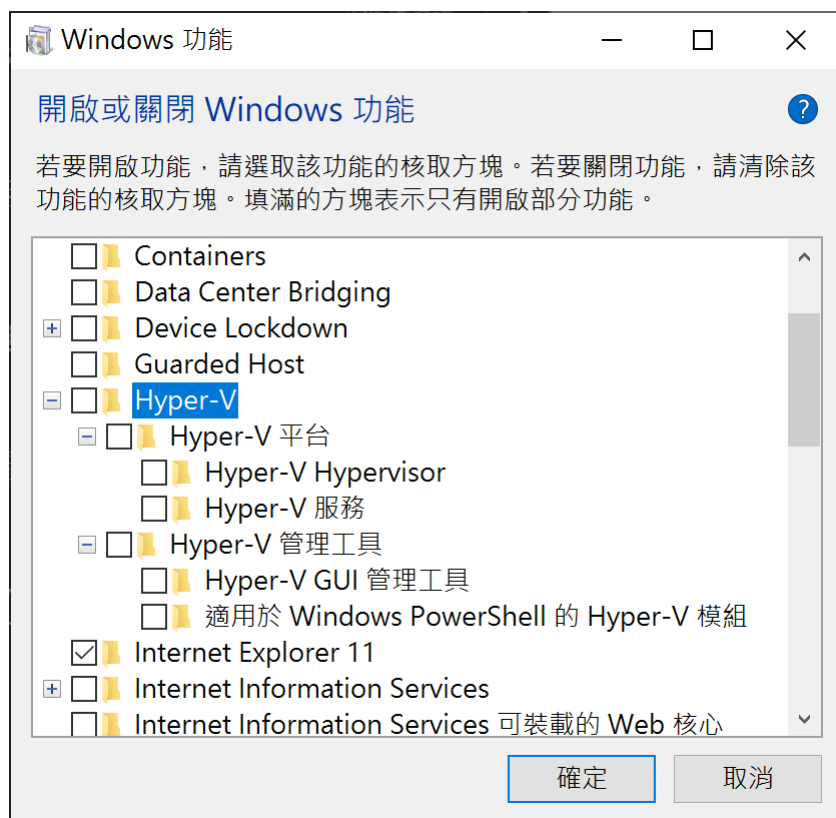 Windows 功能
開啟或關閉 Windows 功能
若要開啟功能，請選取該功能的核取方塊。若要關閉功能，請清除該
功能的核取方塊。填滿的方塊表示只有開啟部分功能。
Containers
Data Center Bridging
Device Lockdown
Guarded Host
Hyper-V
Hyper-V 平台
Hyper-V Hypervisor
Hyper-V 服務
Hyper-V 管理工具
Hyper-V GUI 管理工具
適用於 Windows PowerShell 的 Hyper-V 模組
Internet Explorer 11
Internet Information Services
Internet Information Services 可裝載的 Web 核心
確定 取消